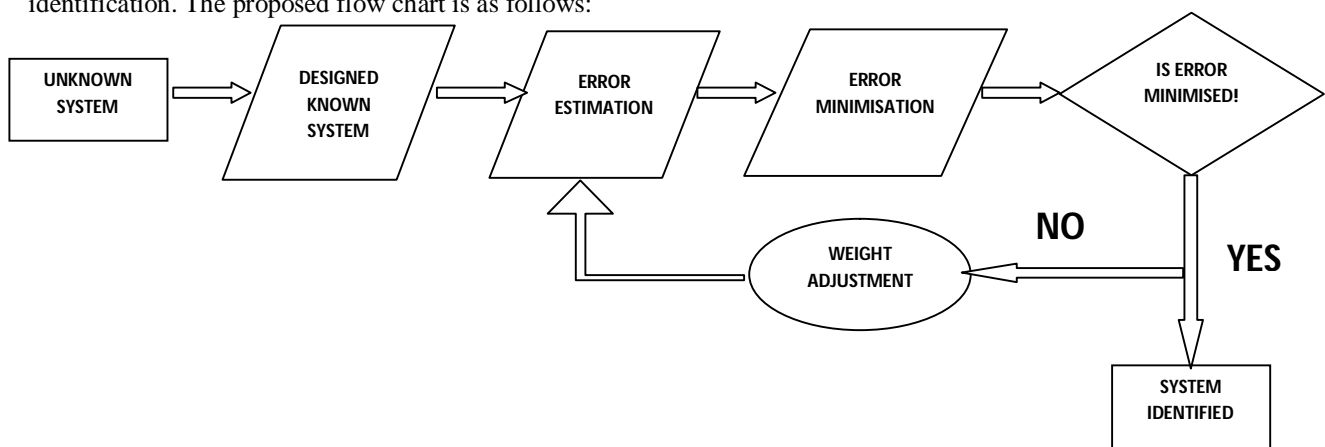 identification. The proposed flow chart is as follows:
UNKNOWN
SYSTEM
DESIGNED
KNOWN
SYSTEM
ERROR
ESTIMATION
ERROR
MINIMISATION
IS ERROR
MINIMISED!
NO
YES
WEIGHT
ADJUSTMENT
SYSTEM
IDENTIFIED